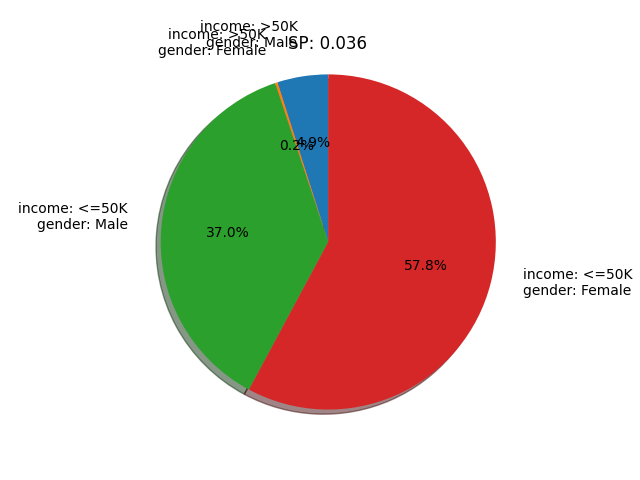 income: >50K
gender: Male
income: >50K
gender: Female
SP: 0.036
4.9%
0.2%
income: <=50K
gender: Male
37.0%
57.8%
income: <=50K
gender: Female